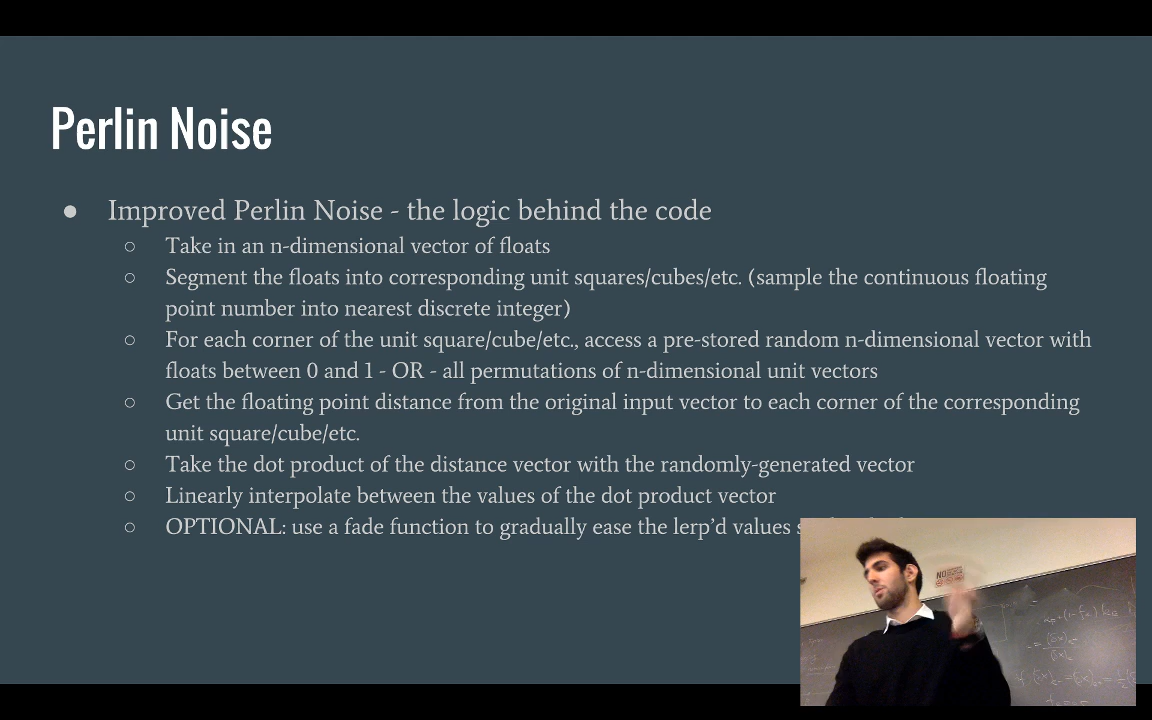 Perlin Noise
● Improved Perlin Noise - the logic behind the code
○ Take in an n-dimensional vector of floats
○ Segment the floats into corresponding unit squares/cubes/etc. (sample the continuous floating
point number into nearest discrete integer)
○ For each corner of the unit square/cube/etc., access a pre-stored random n-dimensional vector with
floats between 0 and 1 - OR - all permutations of n-dimensional unit vectors
○ Get the floating point distance from the original input vector to each corner of the corresponding
unit square/cube/etc.
○ Take the dot product of the distance vector with the randomly-generated vector
○ Linearly interpolate between the values of the dot product vector
○ OPTIONAL: use a fade function to gradually ease the lerp’d values
NO